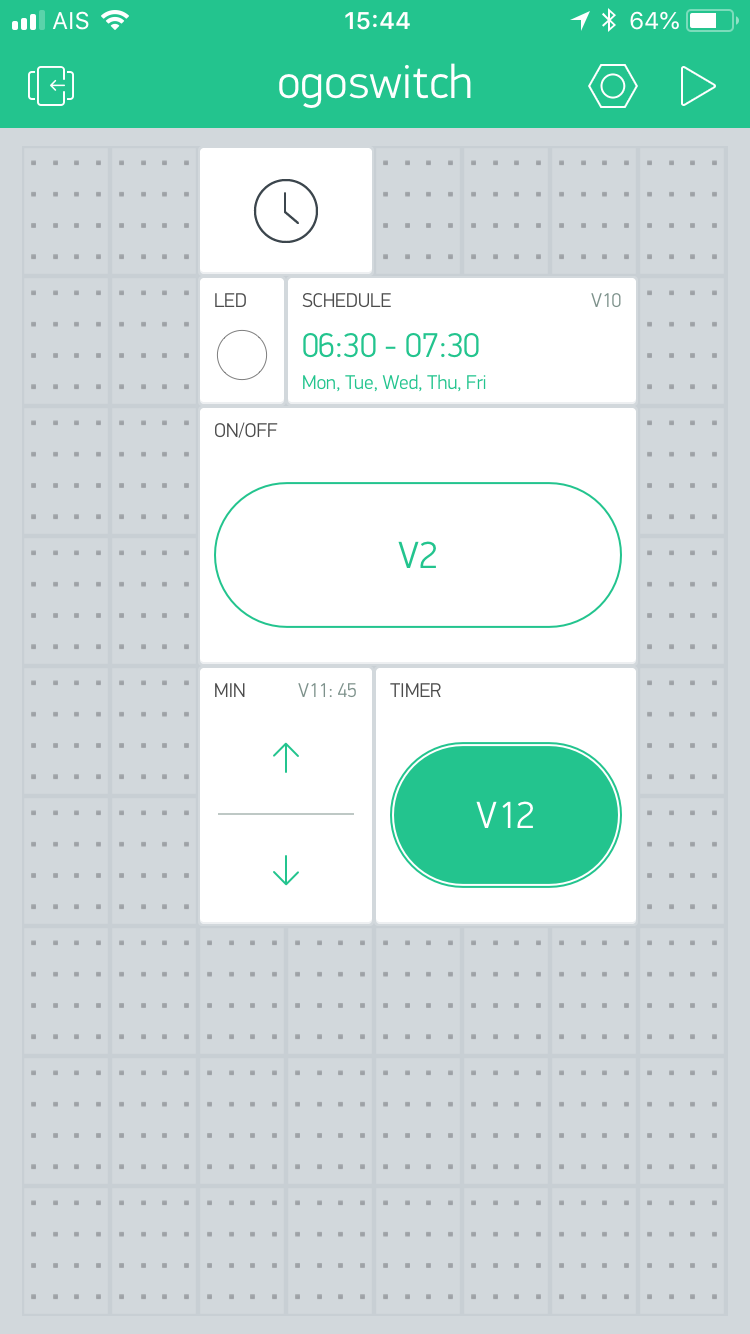 AIS 15:44 64%
ogoswitch
LED
SCHEDULE V10
06:30 - 07:30
Mon, Tue, Wed, Thu, Fri
ON/OFF
V2
MIN V11: 45
TIMER
V12